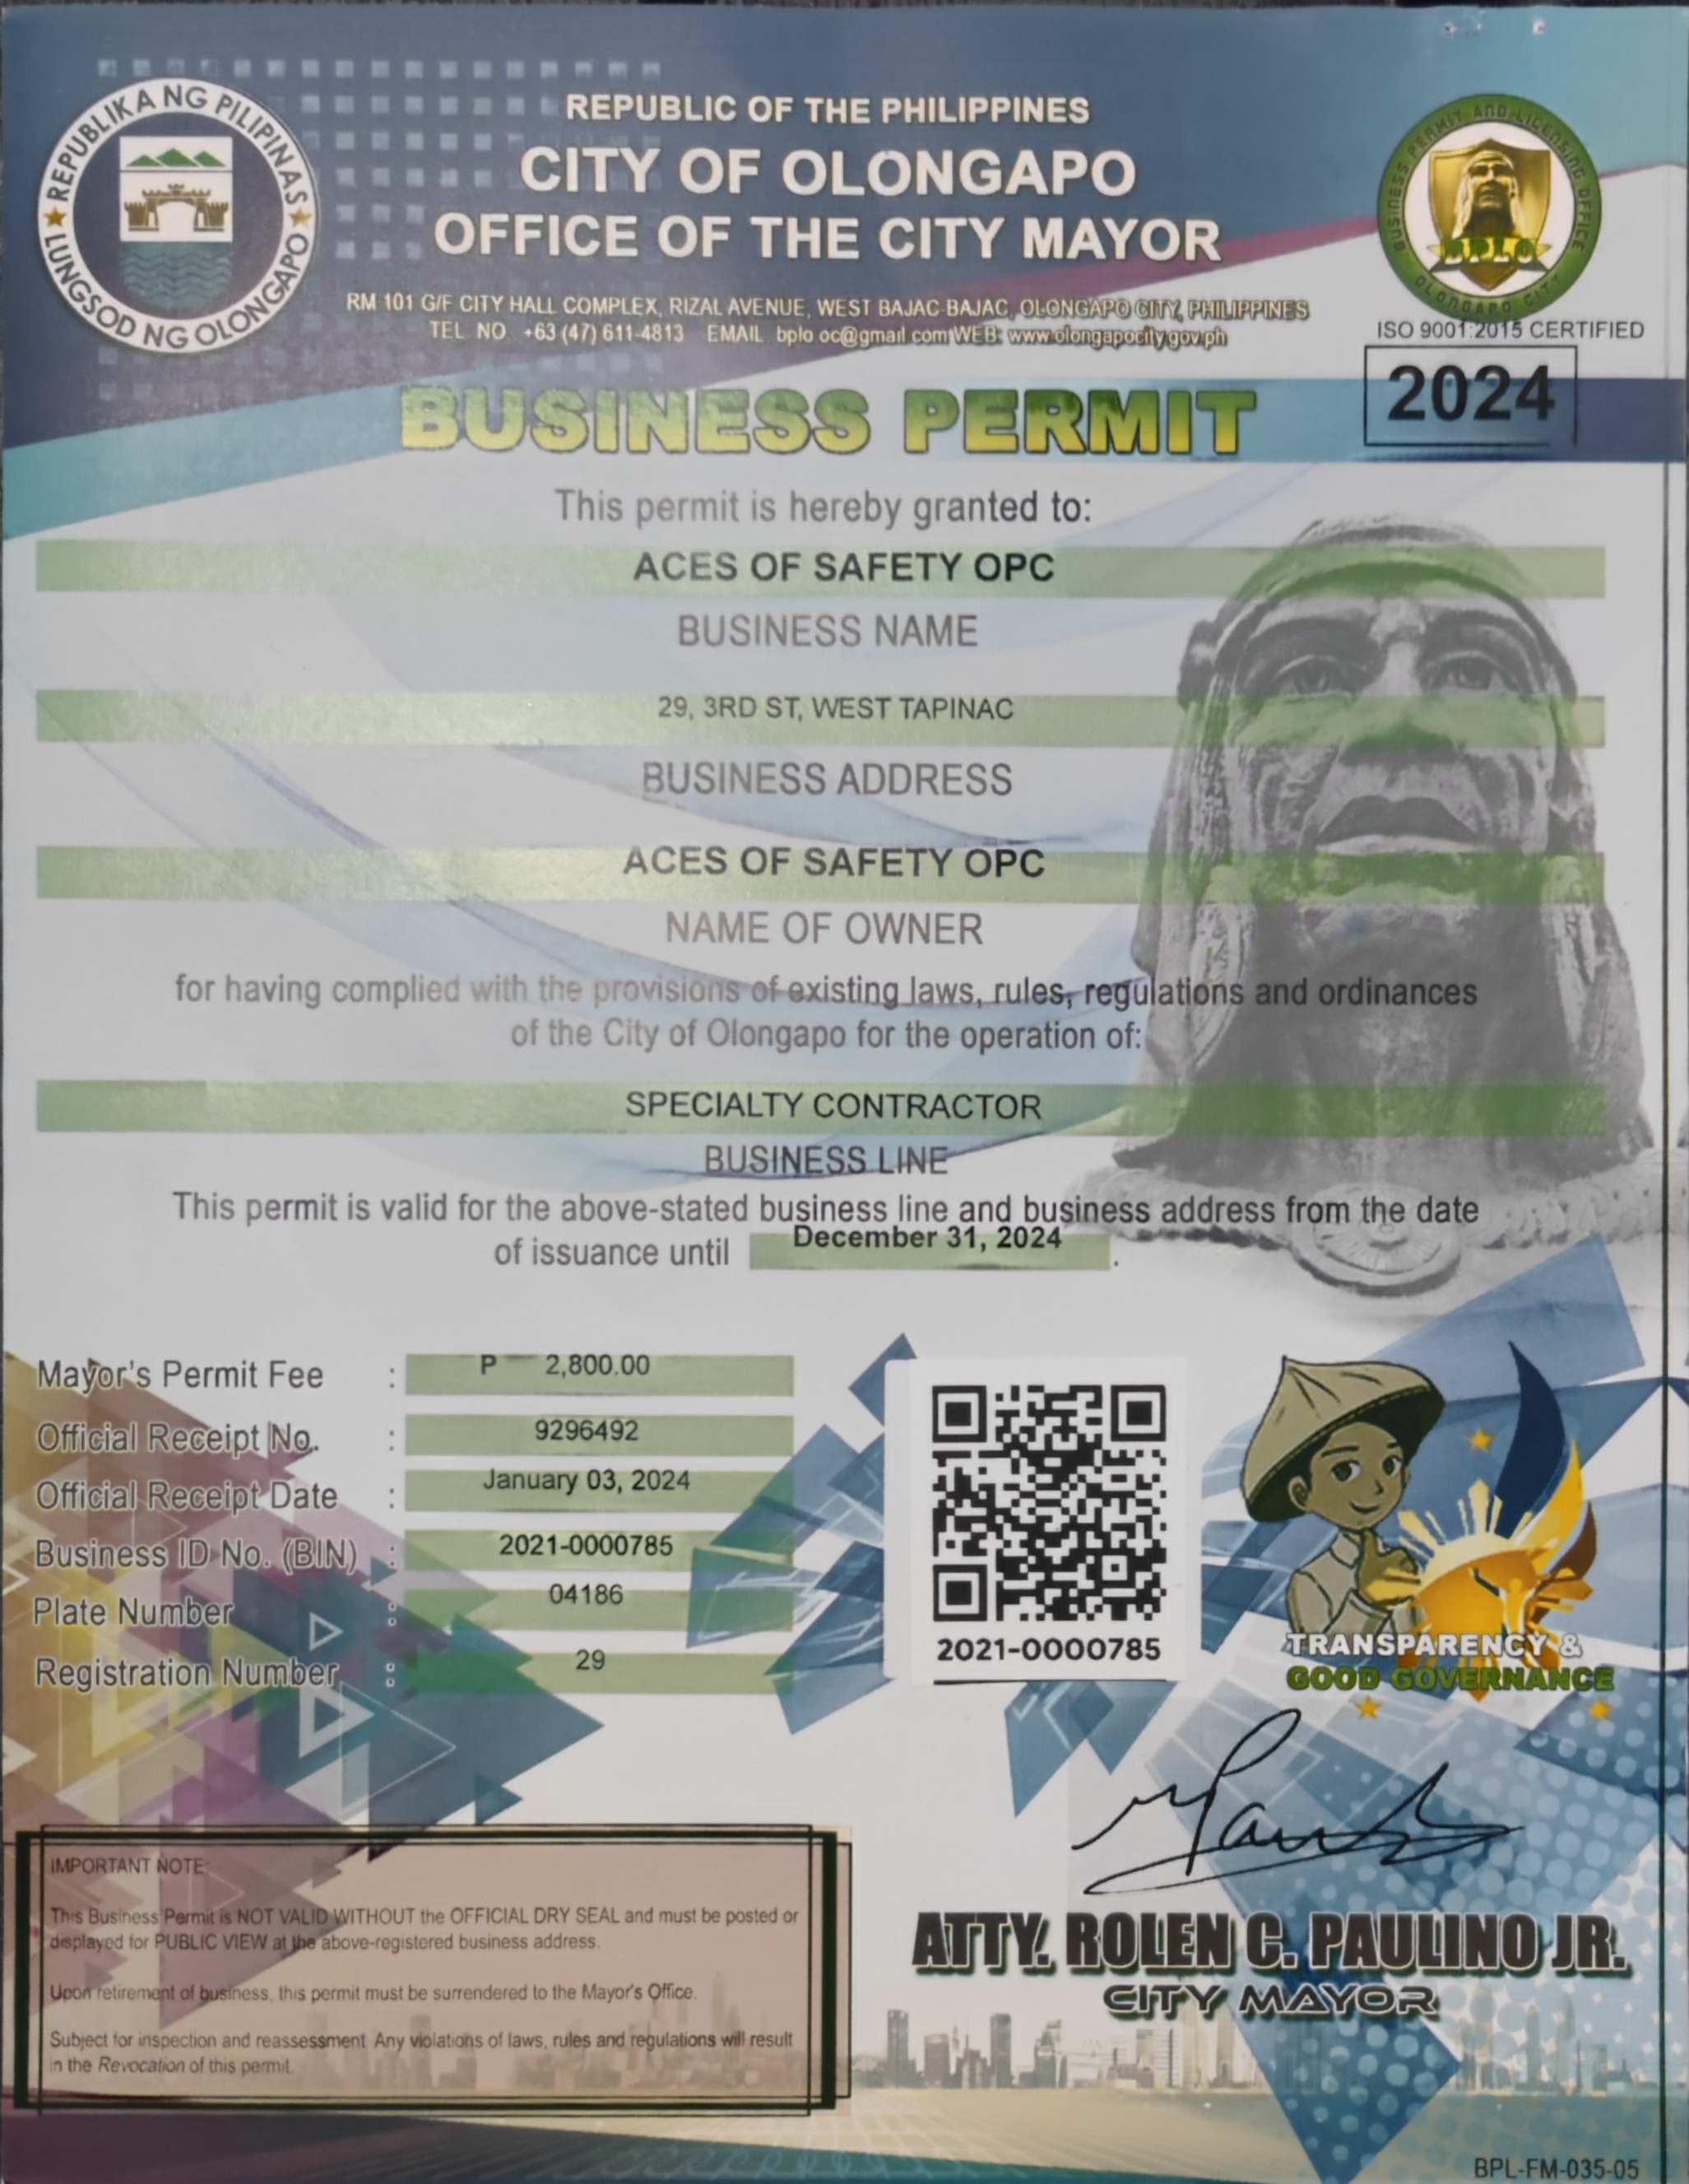 REPUBLIKA NG PILIPINAS
LUNGSOD NG OLONGAPO
REPUBLIC OF THE PHILIPPINES
CITY OF OLONGAPO
OFFICE OF THE CITY MAYOR
RM 101 G/F CITY HALL COMPLEX, RIZAL AVENUE, WEST BAJAC-BAJAC, OLONGAPO CITY, PHILIPPINES
TEL. NO. +63 (47) 611-4813 EMAIL bplo oc@gmail com WEB: www.olongapocity.gov.ph
BUSINESS PERMIT AND LICENSING OFFICE
BPLO
OLONGAPO CITY
ISO 9001:2015 CERTIFIED
2024
BUSINESS PERMIT
This permit is hereby granted to:
ACES OF SAFETY OPC
BUSINESS NAME
29, 3RD ST, WEST TAPINAC
BUSINESS ADDRESS
ACES OF SAFETY OPC
NAME OF OWNER
for having complied with the provisions of existing laws, rules, regulations and ordinances
of the City of Olongapo for the operation of:
SPECIALTY CONTRACTOR
BUSINESS LINE
This permit is valid for the above-stated business line and business address from the date
of issuance until December 31, 2024.
Mayor's Permit Fee : P 2,800.00
Official Receipt No. : 9296492
Official Receipt Date : January 03, 2024
Business ID No. (BIN) : 2021-0000785
Plate Number : 04186
Registration Number : 29
2021-0000785
TRANSPARENCY &
GOOD GOVERNANCE
IMPORTANT NOTE:
This Business Permit is NOT VALID WITHOUT the OFFICIAL DRY SEAL and must be posted or
displayed for PUBLIC VIEW at the above-registered business address.
Upon retirement of business, this permit must be surrendered to the Mayor's Office.
Subject for inspection and reassessment. Any violations of laws, rules and regulations will result
in the Revocation of this permit.
ATTY. ROLEN C. PAULINO JR.
CITY MAYOR
BPL-FM-035-05